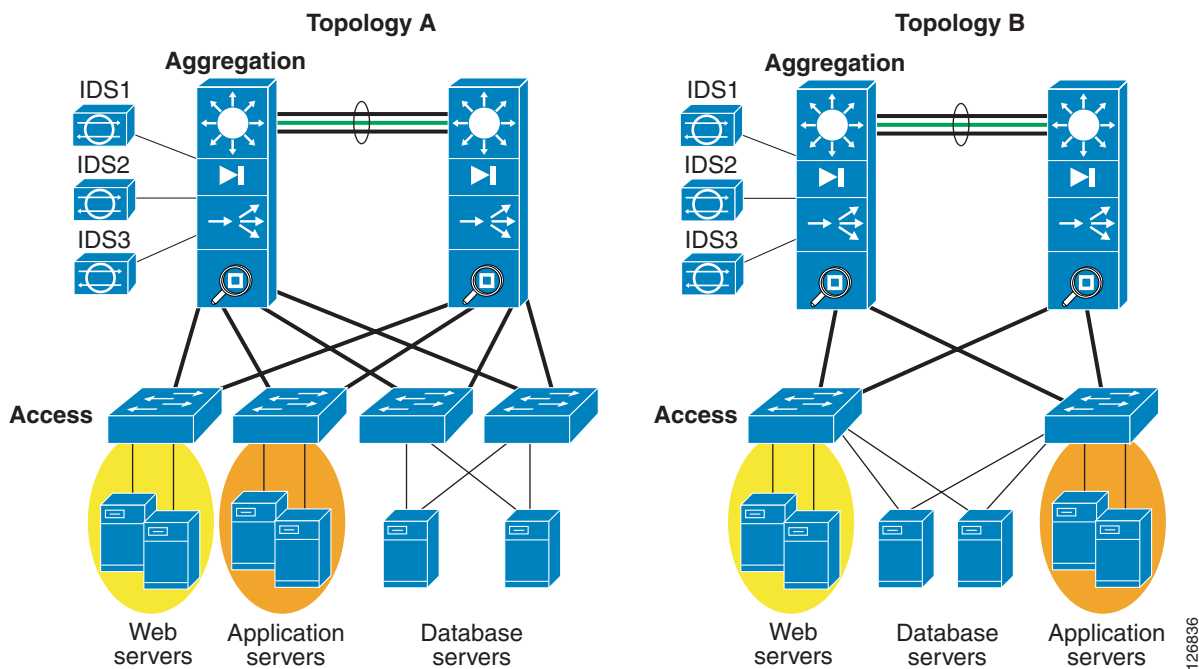 Topology A
Aggregation
IDS1
IDS2
IDS3
Access
Web
servers
Application
servers
Database
servers
Topology B
Aggregation
IDS1
IDS2
IDS3
Access
Web
servers
Database
servers
Application
servers
126836